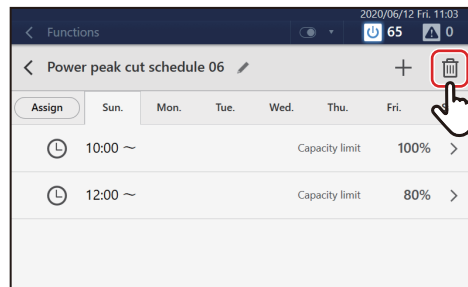 2020/06/12 Fri. 11:03
Functions
65
0
Power peak cut schedule 06
Assign Sun. Mon. Tue. Wed. Thu. Fri.
10:00 ~ Capacity limit 100%
12:00 ~ Capacity limit 80%